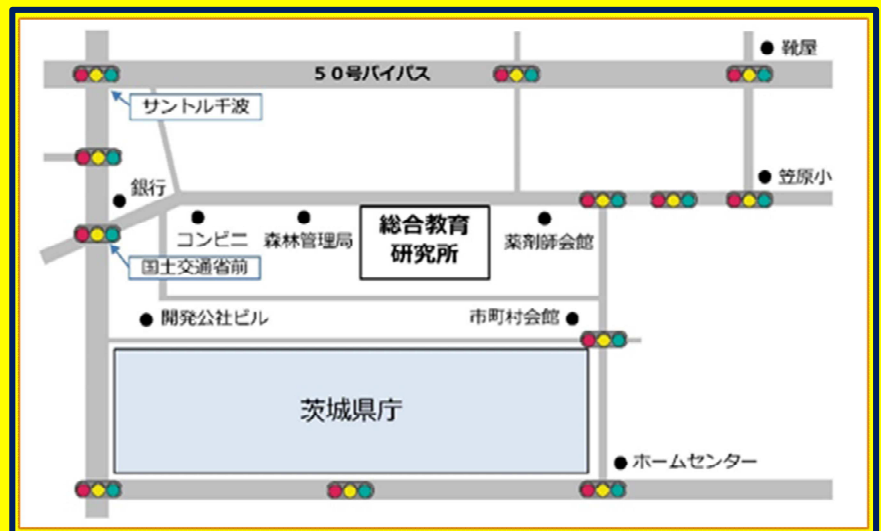 靴屋
50号バイパス
サントル千波
銀行
笠原小
コンビニ
森林管理局
総合教育
研究所
薬剤師会館
国土交通省前
開発公社ビル
市町村会館
茨城県庁
ホームセンター